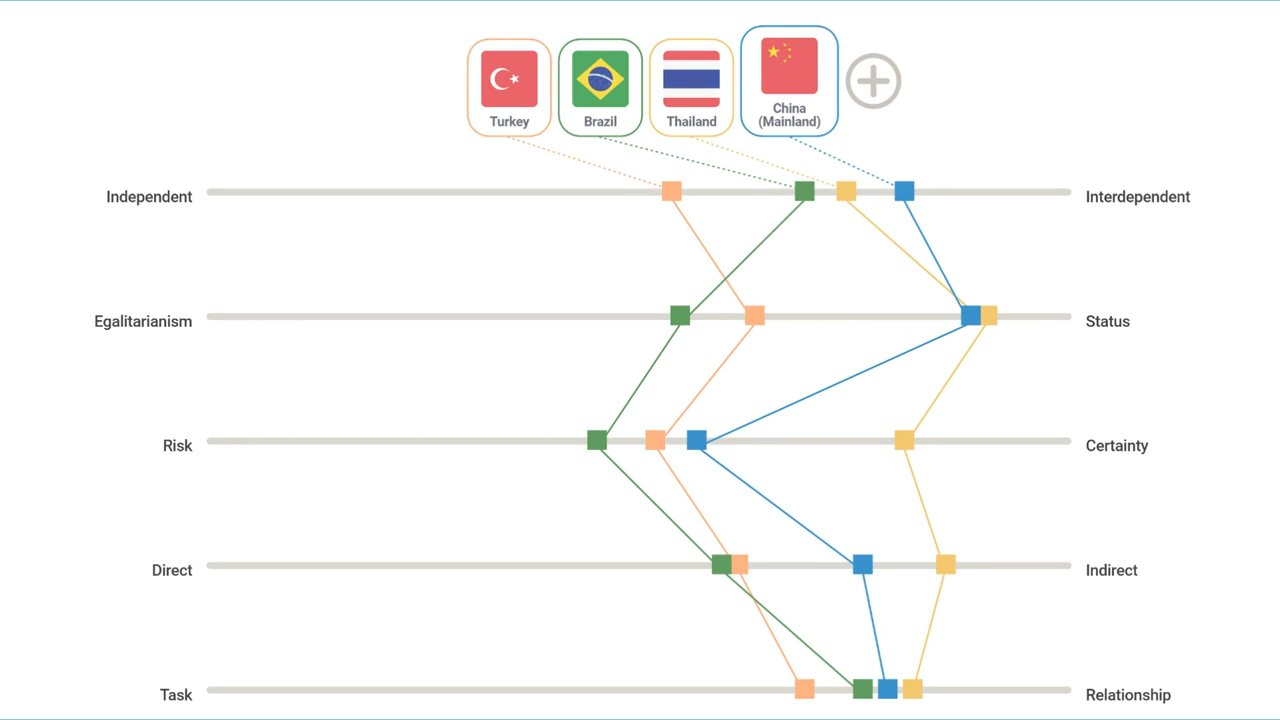 Turkey
Brazil
Thailand
China
(Mainland)
Independent
Interdependent
Egalitarianism
Status
Risk
Certainty
Direct
Indirect
Task
Relationship